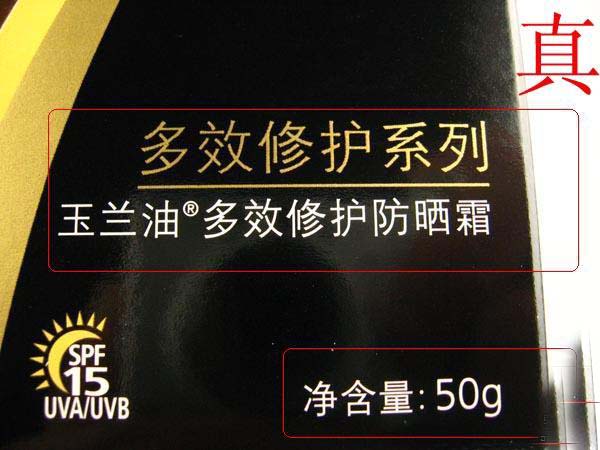 真
多效修护系列
玉兰油®多效修护防晒霜
SPF
15
UVA/UVB
净含量: 50g